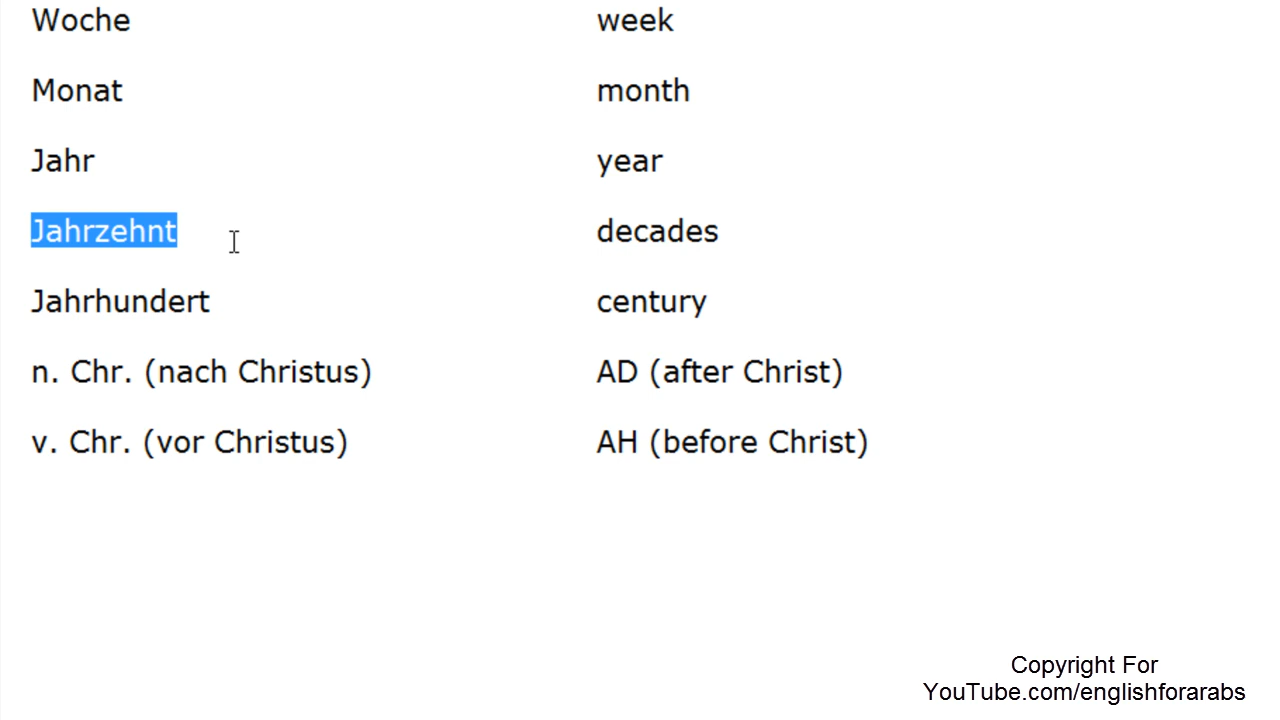 Woche week
Monat month
Jahr year
Jahrzehnt decades
Jahrhundert century
n. Chr. (nach Christus) AD (after Christ)
v. Chr. (vor Christus) AH (before Christ)
Copyright For
YouTube.com/englishforarabs